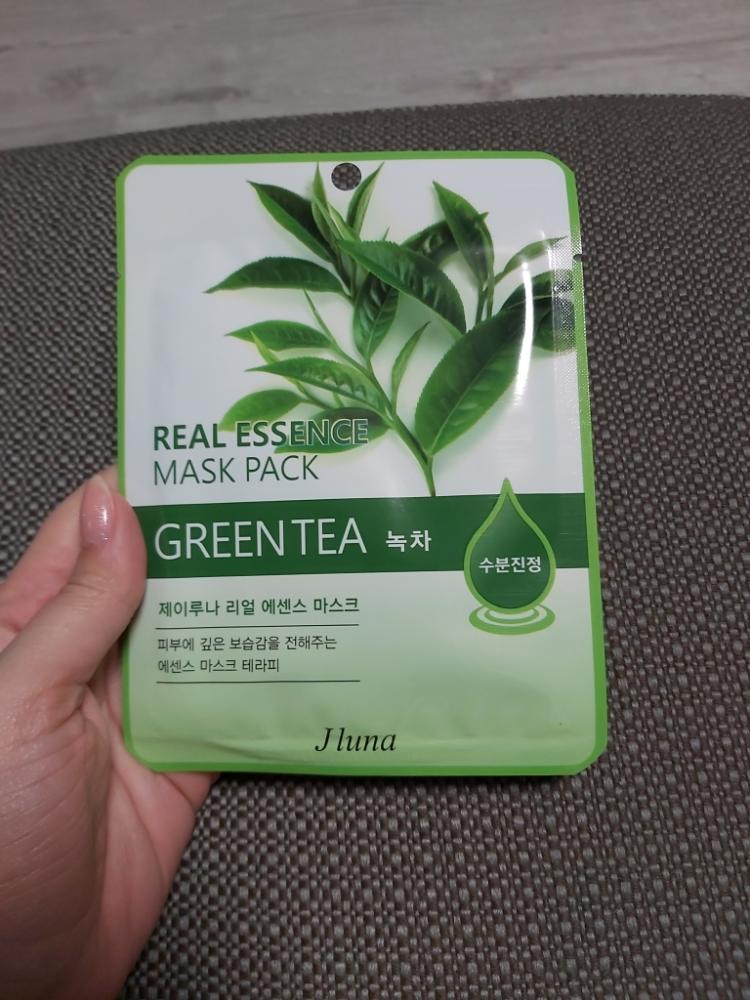 REAL ESSENCE
MASK PACK
GREEN TEA 녹차
수분진정
제이루나 리얼 에센스 마스크
피부에 깊은 보습감을 전해주는
에센스 마스크 테라피
Jluna